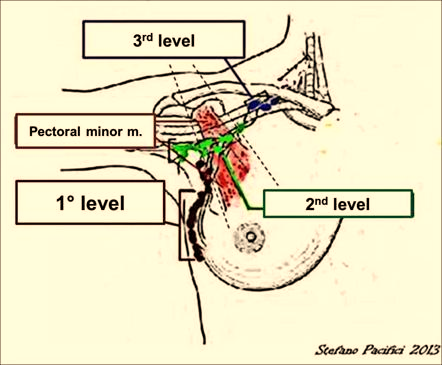 3rd level
Pectoral minor m.
1° level
2nd level
Stefano Pacifici 2013